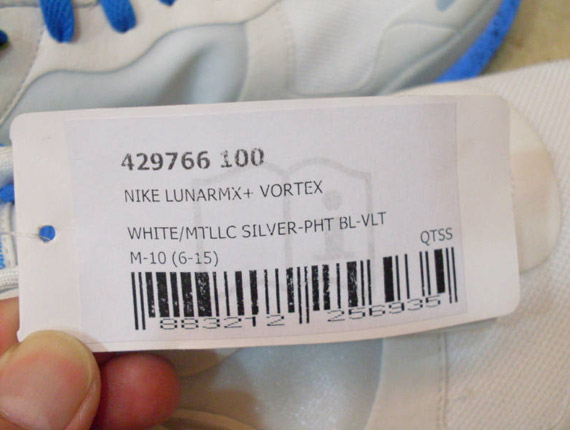 429766 100
NIKE LUNARMX+ VORTEX
WHITE/MTLLC SILVER-PHT BL-VLT
M-10 (6-15)
QTSS
883212 256935